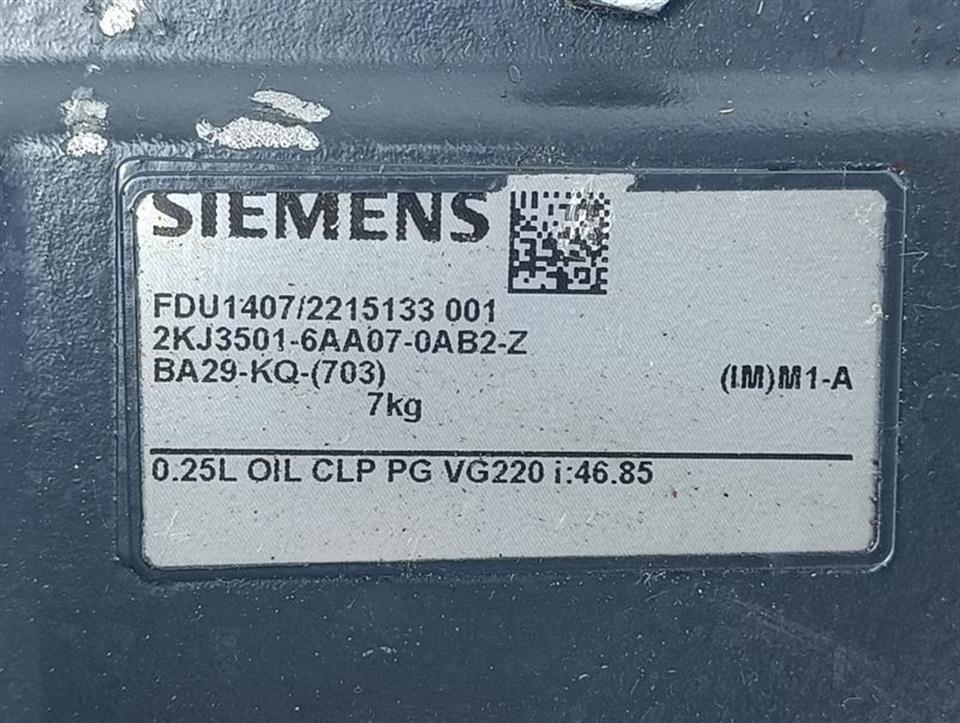 SIEMENS
FDU1407/2215133 001
2KJ3501-6AA07-0AB2-Z
BA29-KQ-(703) (IM)M1-A
7kg
0.25L OIL CLP PG VG220 i:46.85